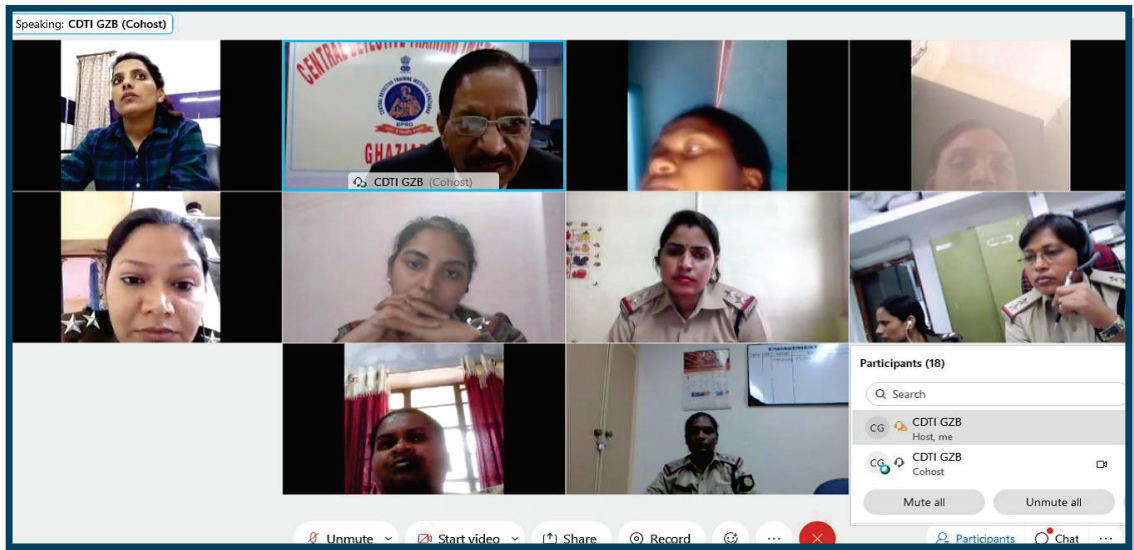 Speaking: CDTI GZB (Cohost)
CENTRAL DETECTIVE TRAINING
BPRD
GHAZIA
CDTI GZB (Cohost)
Participants (18)
Search
CG CDTI GZB
Host, me
CG CDTI GZB
Cohost
Mute all Unmute all
Unmute Start video Share Record Participants Chat